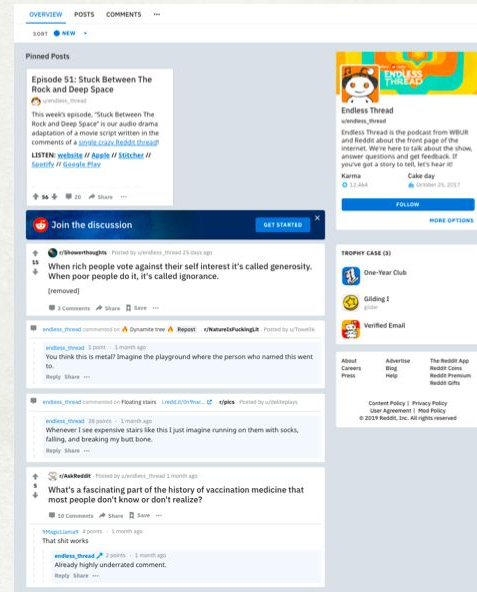 OVERVIEW POSTS COMMENTS
SORT NEW
Pinned Posts
Episode 51: Stuck Between The
Rock and Deep Space
u/endless_thread
This week's episode, "Stuck Between The
Rock and Deep Space" is our audio drama
adaptation of a movie script written in the
comments of a single crazy Reddit thread!
LISTEN: website // Apple // Stitcher //
Spotify // Google Play
56 20 Share
Join the discussion
GET STARTED
r/Showerthoughts · Posted by u/endless_thread 25 days ago
15
When rich people vote against their self interest it's called generosity.
When poor people do it, it's called ignorance.
[removed]
3 Comments Share Save
endless_thread commented on Dynamite tree Repost · r/NatureIsFuckingLit · Posted by
endless_thread 1 point · 1 month ago
You think this is metal? Imagine the playground where the person who named this went
to.
Reply Share
endless_thread commented on Floating stairs r/pics · Posted by
endless_thread 38 points · 1 month ago
Whenever I see expensive stairs like this I just imagine running on them with socks,
falling, and breaking my butt bone.
Reply Share
r/AskReddit · Posted by u/endless_thread 1 month ago
5
What's a fascinating part of the history of vaccination medicine that
most people don't know or don't realize?
10 Comments Share Save
4 points · 1 month ago
That shit works
endless_thread 2 points · 1 month ago
Already highly underrated comment.
Reply Share
ENDLESS
THREAD
Endless Thread
u/endless_thread
Endless Thread is the podcast from WBUR
and Reddit about the front page of the
internet. We're here to talk about the show,
answer questions and get feedback. If
you've got a story to tell, let's hear it!
Karma Cake day
12,464 October 25, 2017
FOLLOW
MORE OPTIONS
TROPHY CASE (3)
One-Year Club
Gilding I
gilder
Verified Email
About Advertise The Reddit App
Careers Blog Reddit Coins
Press Help Reddit Premium
Reddit Gifts
Content Policy | Privacy Policy
User Agreement | Mod Policy
© 2019 Reddit, Inc. All rights reserved